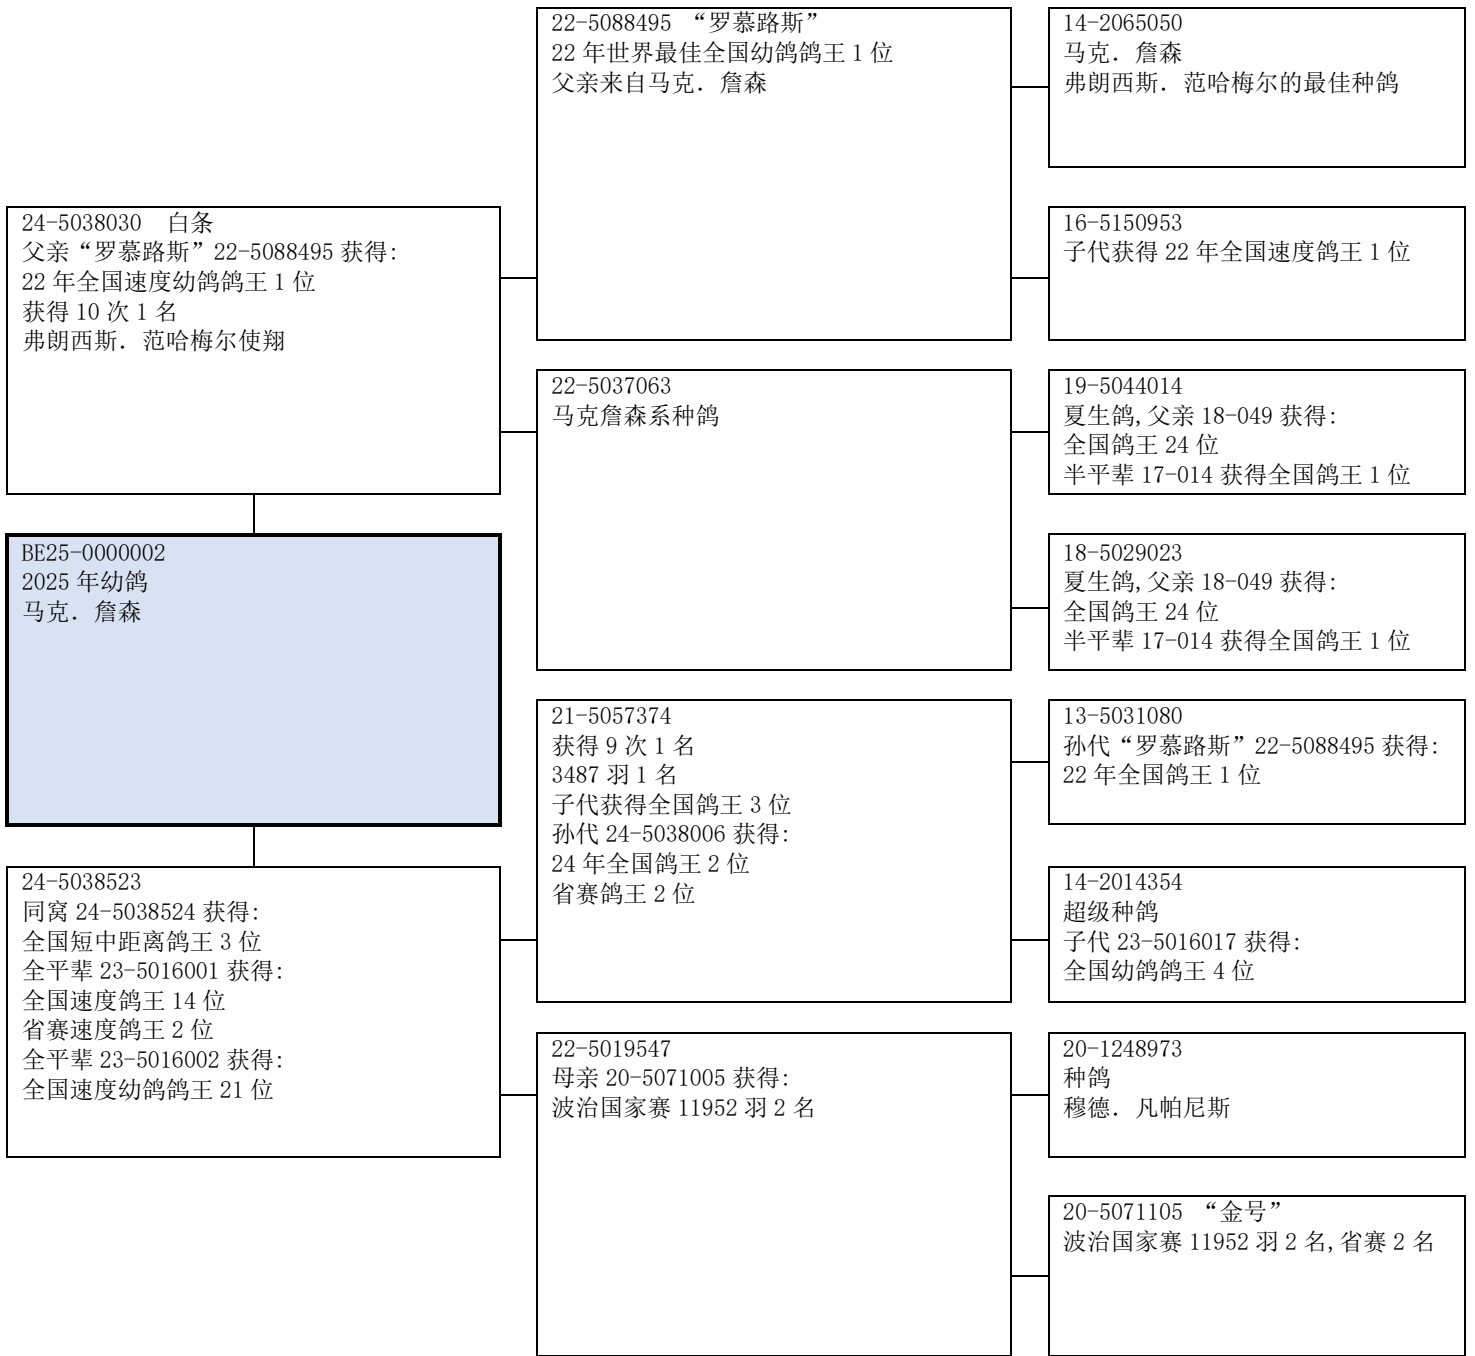 24-5038030 白条
父亲“罗慕路斯”22-5088495 获得:
22 年全国速度幼鸽鸽王 1 位
获得 10 次 1 名
弗朗西斯．范哈梅尔使翔
BE25-0000002
2025 年幼鸽
马克．詹森
24-5038523
同窝 24-5038524 获得:
全国短中距离鸽王 3 位
全平辈 23-5016001 获得:
全国速度鸽王 14 位
省赛速度鸽王 2 位
全平辈 23-5016002 获得:
全国速度幼鸽鸽王 21 位
22-5088495 “罗慕路斯”
22 年世界最佳全国幼鸽鸽王 1 位
父亲来自马克．詹森
22-5037063
马克詹森系种鸽
21-5057374
获得 9 次 1 名
3487 羽 1 名
子代获得全国鸽王 3 位
孙代 24-5038006 获得:
24 年全国鸽王 2 位
省赛鸽王 2 位
22-5019547
母亲 20-5071005 获得:
波治国家赛 11952 羽 2 名
14-2065050
马克．詹森
弗朗西斯．范哈梅尔的最佳种鸽
16-5150953
子代获得 22 年全国速度鸽王 1 位
19-5044014
夏生鸽,父亲 18-049 获得:
全国鸽王 24 位
半平辈 17-014 获得全国鸽王 1 位
18-5029023
夏生鸽,父亲 18-049 获得:
全国鸽王 24 位
半平辈 17-014 获得全国鸽王 1 位
13-5031080
孙代“罗慕路斯”22-5088495 获得:
22 年全国鸽王 1 位
14-2014354
超级种鸽
子代 23-5016017 获得:
全国幼鸽鸽王 4 位
20-1248973
种鸽
穆德．凡帕尼斯
20-5071105 “金号”
波治国家赛 11952 羽 2 名,省赛 2 名